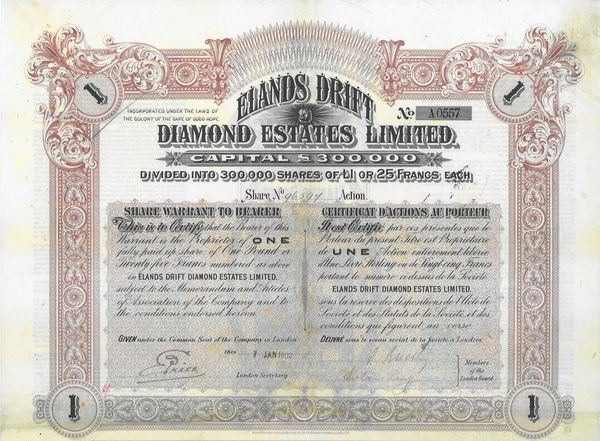 1
1
ELANDS DRIFT
INCORPORATED UNDER THE LAWS OF
THE COLONY OF THE CAPE OF GOOD HOPE.
No A0557
DIAMOND ESTATES LIMITED.
CAPITAL $300.000
DIVIDED INTO 300,000 SHARES OF £1 OR 25 FRANCS EACH
Share No 96594 Action
SHARE WARRANT TO BEARER
This is to Certify that the Bearer of this
Warrant is the Proprietor of ONE
fully paid up share of One Pound or
Twenty five Francs numbered as above
in ELANDS DRIFT DIAMOND ESTATES LIMITED.
subject to the Memorandum and Articles
of Association of the Company and to
the conditions endorsed hereon.
GIVEN under the Common Seal of the Company in London
this 1 JAN 1902
London Secretary
CERTIFICAT D'ACTIONS AU PORTEUR
Il est Certifié par ces présentes que le
Porteur du présent Titre est Propriétaire
de UNE Action entièrement libérée
d'Une Livre Sterling ou de Vingt cinq Francs
portant le numéro ci dessus de la Société
ELANDS DRIFT DIAMOND ESTATES LIMITED.
sous la réserve des dispositions de l'Acte de
Société et des Statuts de la Société et des
conditions qui figurent au verso.
DELIVRÉ sous le sceau social de la Société à Londres.
Members
of the
London Board.
1
1